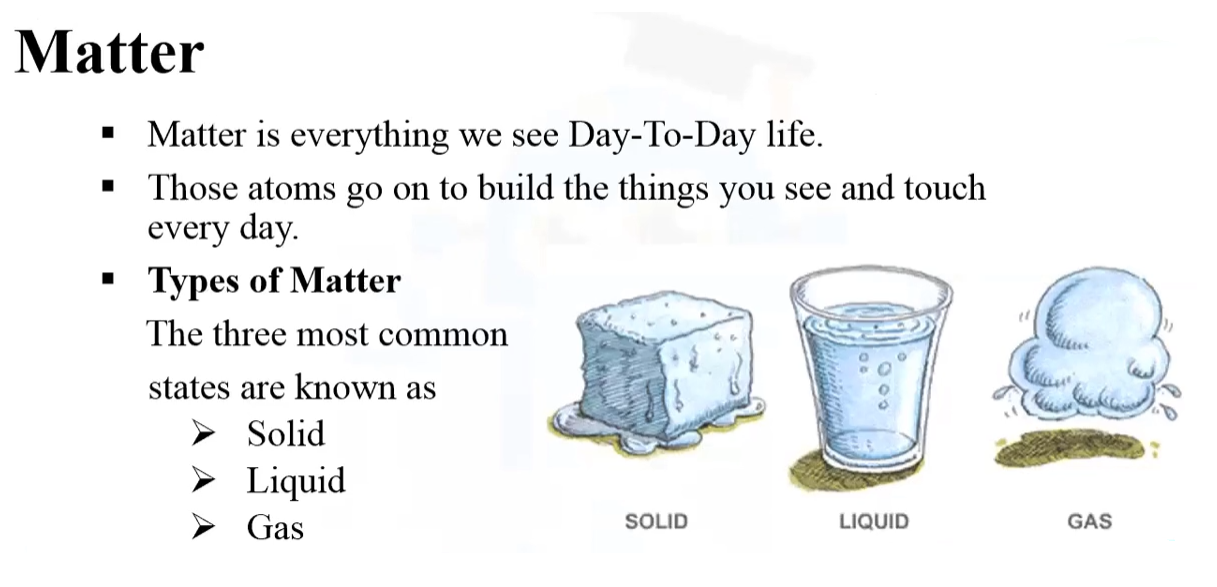 Matter
▪ Matter is everything we see Day-To-Day life.
▪ Those atoms go on to build the things you see and touch
every day.
▪ Types of Matter
The three most common
states are known as
➢ Solid
➢ Liquid
➢ Gas
SOLID LIQUID GAS